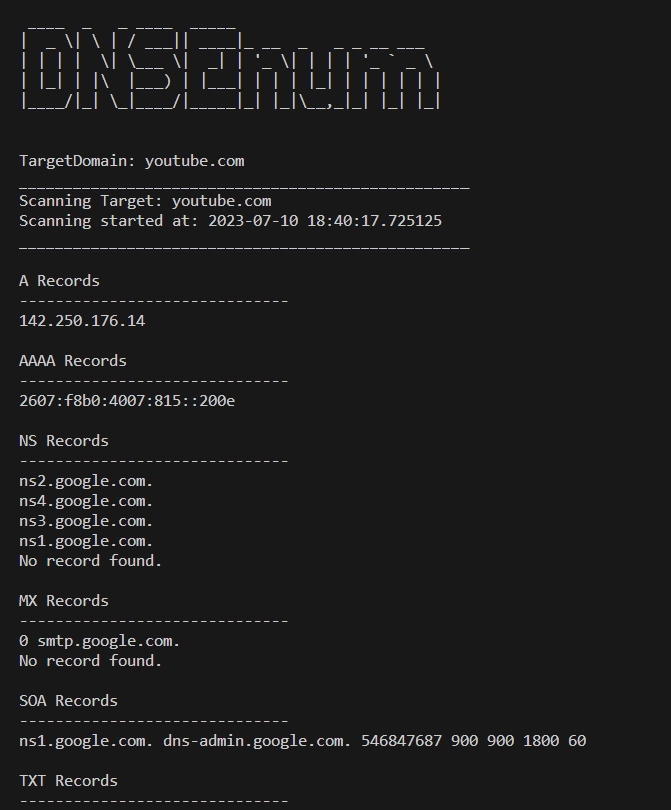 DNSEnum
TargetDomain: youtube.com
__________________________________________________
Scanning Target: youtube.com
Scanning started at: 2023-07-10 18:40:17.725125
__________________________________________________
A Records
------------------------------
142.250.176.14
AAAA Records
------------------------------
2607:f8b0:4007:815::200e
NS Records
------------------------------
ns2.google.com.
ns4.google.com.
ns3.google.com.
ns1.google.com.
No record found.
MX Records
------------------------------
0 smtp.google.com.
No record found.
SOA Records
------------------------------
ns1.google.com. dns-admin.google.com. 546847687 900 900 1800 60
TXT Records
------------------------------